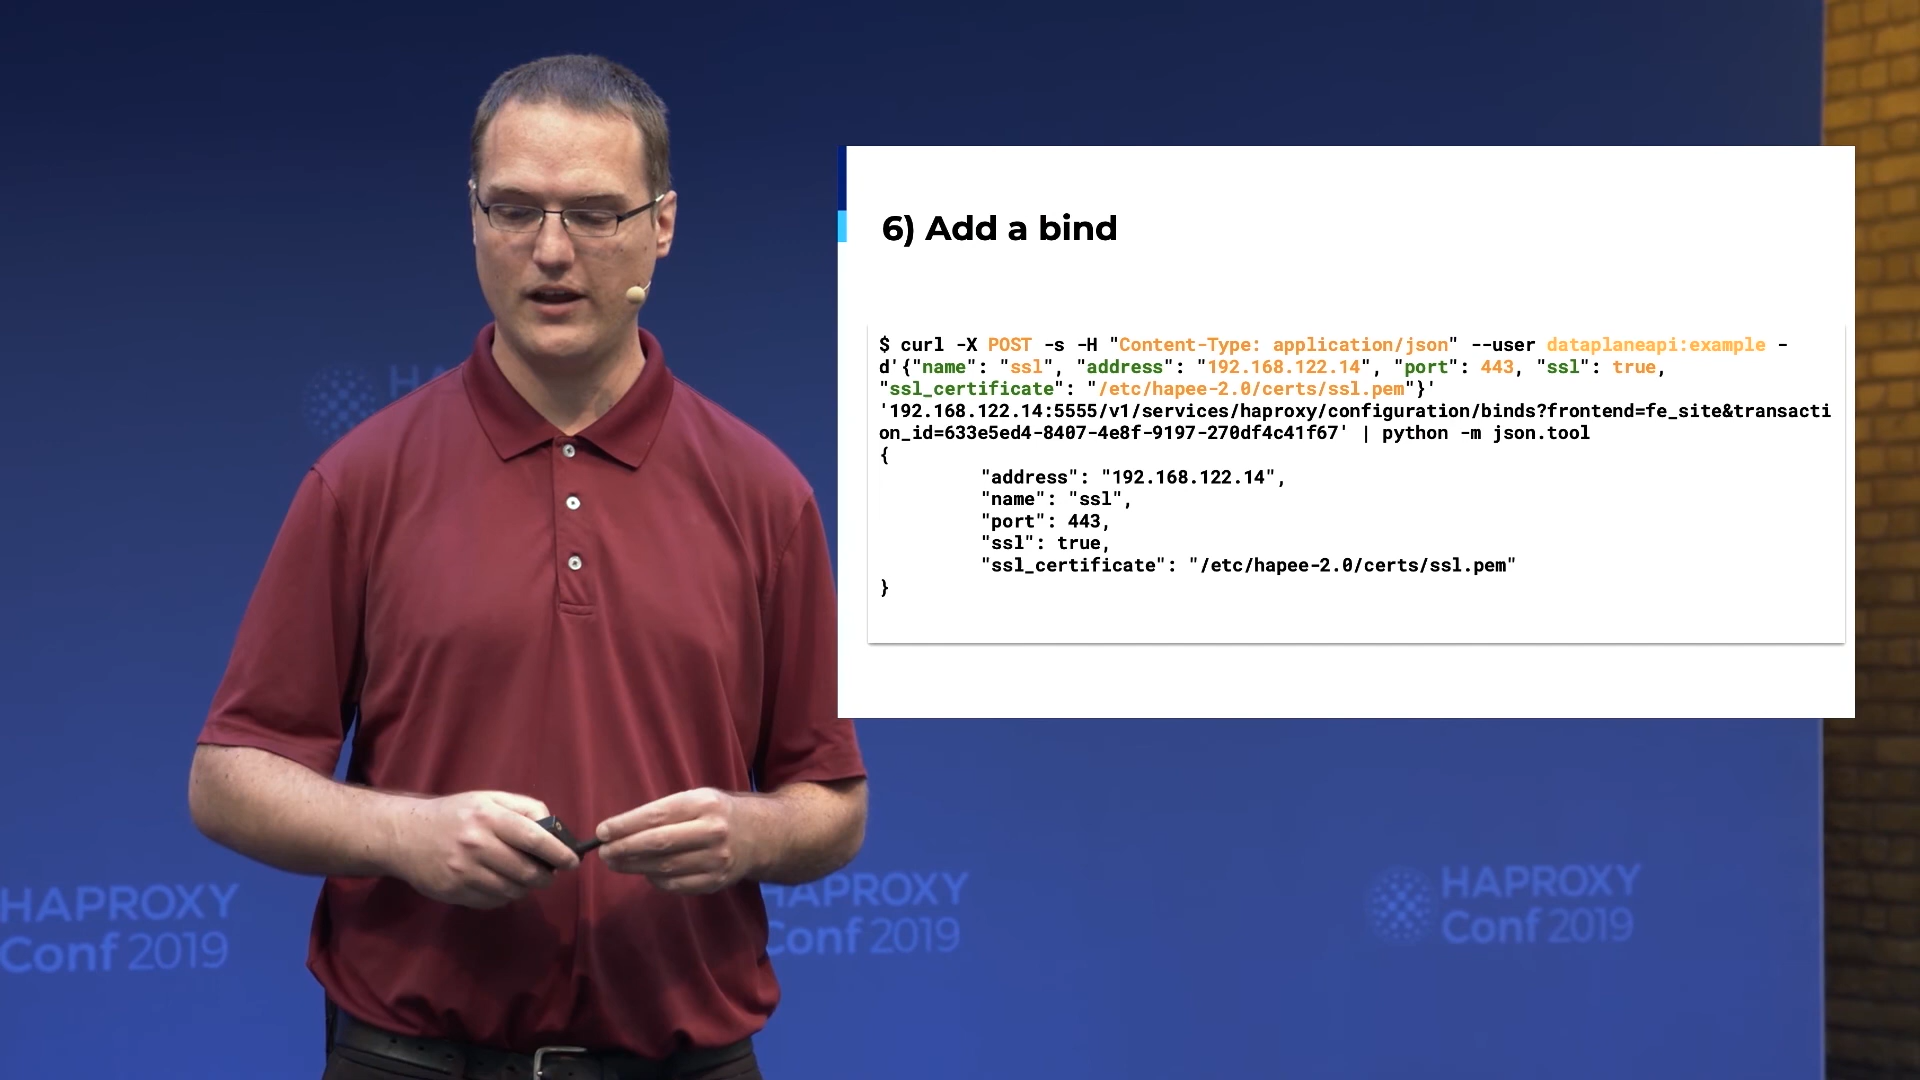 6) Add a bind
$ curl -X POST -s -H "Content-Type: application/json" --user dataplaneapi:example -
d'{"name": "ssl", "address": "192.168.122.14", "port": 443, "ssl": true,
"ssl_certificate": "/etc/hapee-2.0/certs/ssl.pem"}'
'192.168.122.14:5555/v1/services/haproxy/configuration/binds?frontend=fe_site&transacti
on_id=633e5ed4-8407-4e8f-9197-270df4c41f67' | python -m json.tool
{
"address": "192.168.122.14",
"name": "ssl",
"port": 443,
"ssl": true,
"ssl_certificate": "/etc/hapee-2.0/certs/ssl.pem"
}
HA
HAPROXY
Conf 2019
HAPROXY
Conf 2019
HAPROXY
Conf 2019